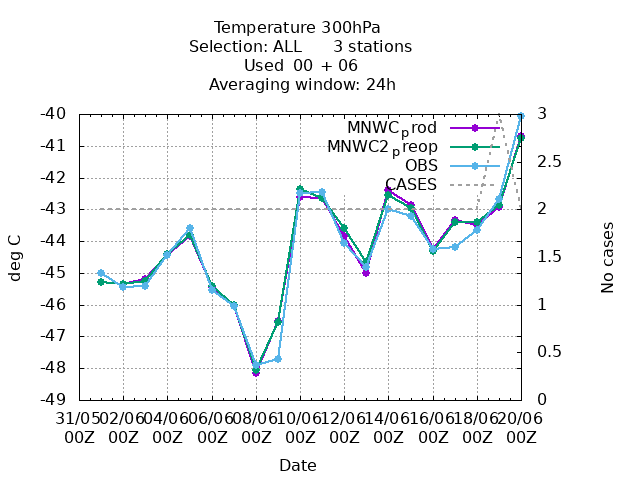 Temperature 300hPa
Selection: ALL 3 stations
Used 00 + 06
Averaging window: 24h
MNWCprod
MNWC2preop
OBS
CASES
-40
-41
-42
-43
-44
-45
-46
-47
-48
-49
3
2.5
2
1.5
1
0.5
0
deg C
No cases
31/05 02/06 04/06 06/06 08/06 10/06 12/06 14/06 16/06 18/06 20/06
00Z 00Z 00Z 00Z 00Z 00Z 00Z 00Z 00Z 00Z 00Z
Date